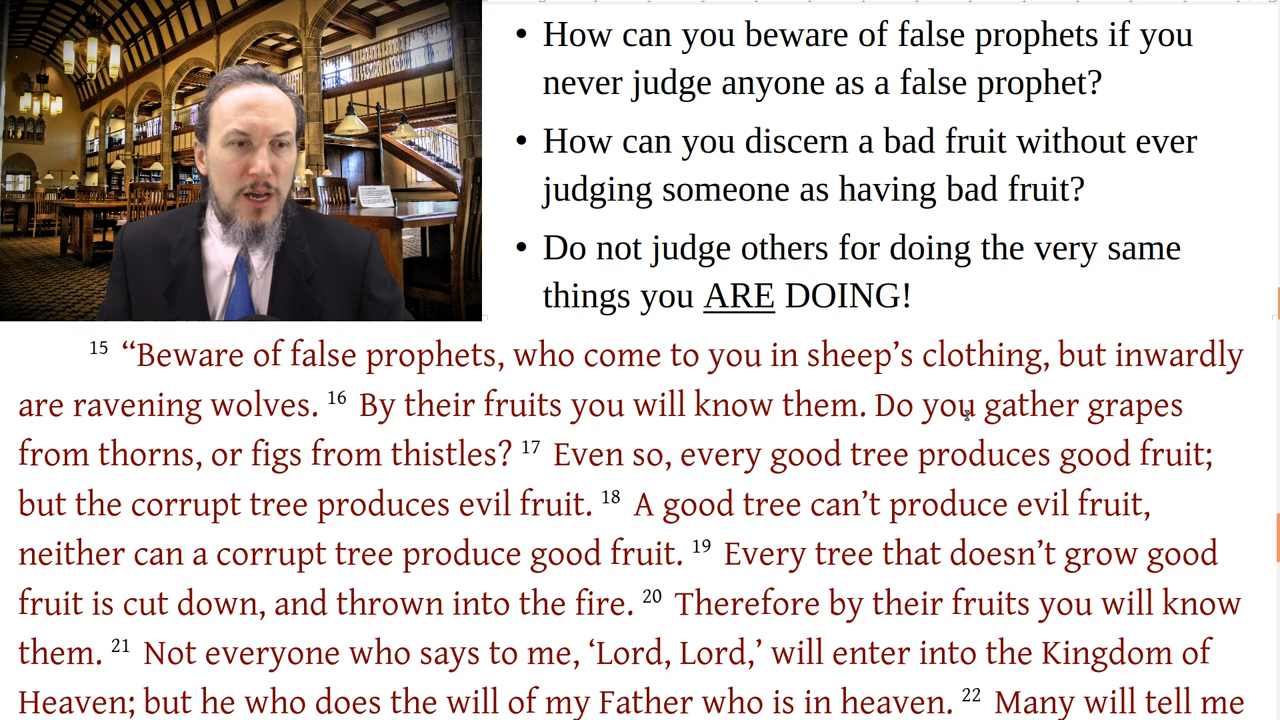 • How can you beware of false prophets if you
never judge anyone as a false prophet?
• How can you discern a bad fruit without ever
judging someone as having bad fruit?
• Do not judge others for doing the very same
things you ARE DOING!
15 “Beware of false prophets, who come to you in sheep’s clothing, but inwardly
are ravening wolves. 16 By their fruits you will know them. Do you gather grapes
from thorns, or figs from thistles? 17 Even so, every good tree produces good fruit;
but the corrupt tree produces evil fruit. 18 A good tree can’t produce evil fruit,
neither can a corrupt tree produce good fruit. 19 Every tree that doesn’t grow good
fruit is cut down, and thrown into the fire. 20 Therefore by their fruits you will know
them. 21 Not everyone who says to me, ‘Lord, Lord,’ will enter into the Kingdom of
Heaven; but he who does the will of my Father who is in heaven. 22 Many will tell me